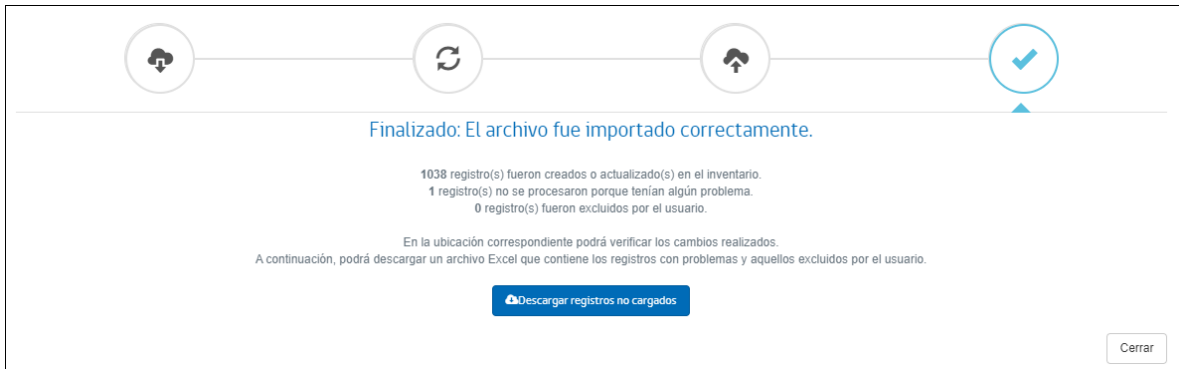 Finalizado: El archivo fue importado correctamente.
1038 registro(s) fueron creados o actualizado(s) en el inventario.
1 registro(s) no se procesaron porque tenían algún problema.
0 registro(s) fueron excluidos por el usuario.
En la ubicación correspondiente podrá verificar los cambios realizados.
A continuación, podrá descargar un archivo Excel que contiene los registros con problemas y aquellos excluidos por el usuario.
Descargar registros no cargados
Cerrar